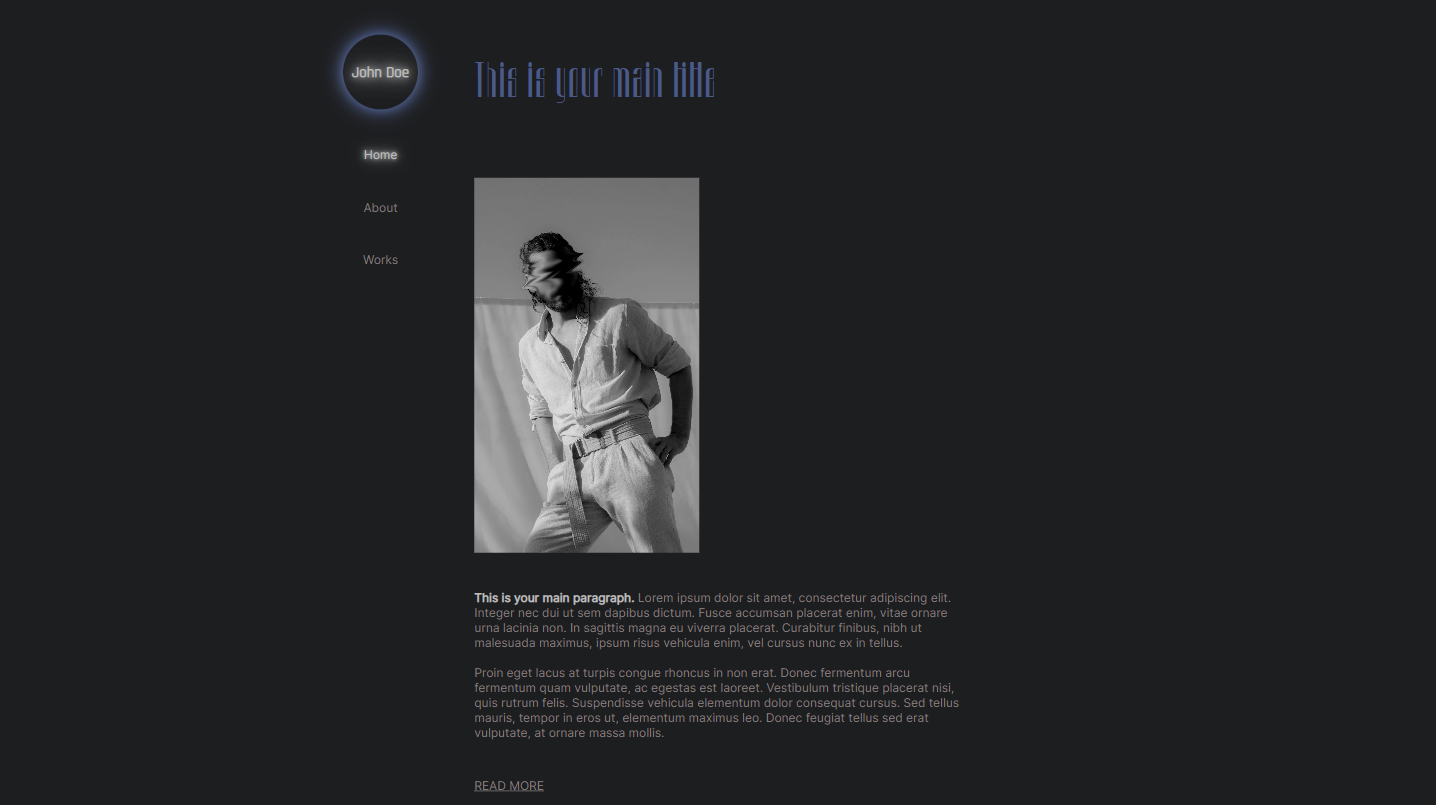 John Doe
This is your main title
Home
About
Works
This is your main paragraph. Lorem ipsum dolor sit amet, consectetur adipiscing elit.
Integer nec dui ut sem dapibus dictum. Fusce accumsan placerat enim, vitae ornare
urna lacinia non. In sagittis magna eu viverra placerat. Curabitur finibus, nibh ut
malesuada maximus, ipsum risus vehicula enim, vel cursus nunc ex in tellus.
Proin eget lacus at turpis congue rhoncus in non erat. Donec fermentum arcu
fermentum quam vulputate, ac egestas est laoreet. Vestibulum tristique placerat nisi,
quis rutrum felis. Suspendisse vehicula elementum dolor consequat cursus. Sed tellus
mauris, tempor in eros ut, elementum maximus leo. Donec feugiat tellus sed erat
vulputate, at ornare massa mollis.
READ MORE